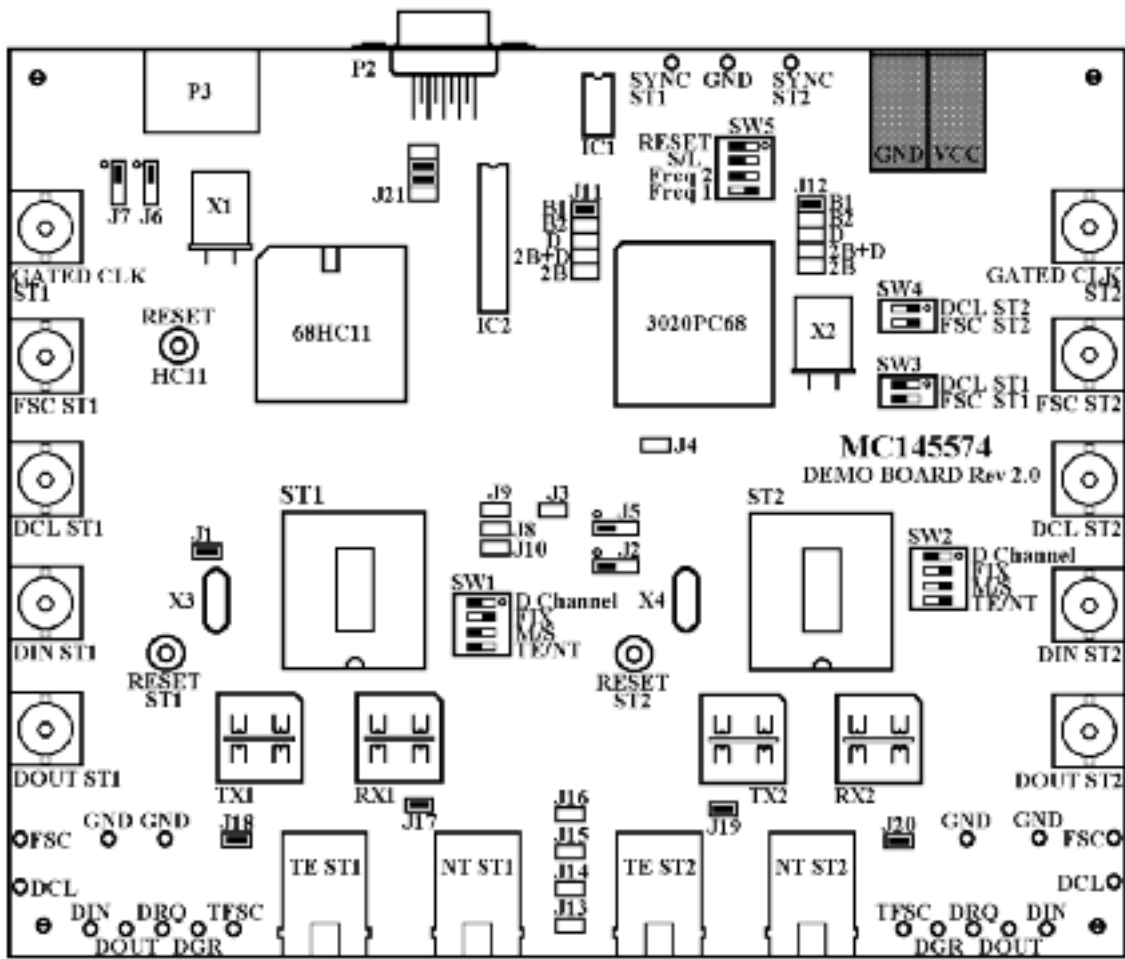 P2
P3
SYNC ST1
GND
SYNC ST2
IC1
SW5
RESET
S/L
Freq 2
Freq 1
GND VCC
J7
J6
X1
J21
J11
B1
B2
D
2B+D
2B
J12
B1
B2
D
2B+D
2B
GATED CLK ST1
GATED CLK ST2
RESET
HC11
68HC11
IC2
3020PC68
X2
SW4
DCL ST2
FSC ST2
SW3
DCL ST1
FSC ST1
FSC ST1
FSC ST2
J4
MC145574
DEMO BOARD Rev 2.0
ST1
J9
J3
J8
J5
J10
J2
ST2
DCL ST1
DCL ST2
J1
X3
SW1
D Channel
FIX
M/S
TE/NT
X4
SW2
D Channel
FIX
M/S
TE/NT
DIN ST1
DIN ST2
RESET ST1
RESET ST2
TX1
RX1
TX2
RX2
DOUT ST1
DOUT ST2
J17
J16
J19
FSC
GND
GND
J18
J15
J20
GND
GND
FSC
TE ST1
NT ST1
TE ST2
NT ST2
DCL
J14
DCL
DIN
DRQ
TFSC
J13
TFSC
DRQ
DIN
DOUT
DGR
DGR
DOUT